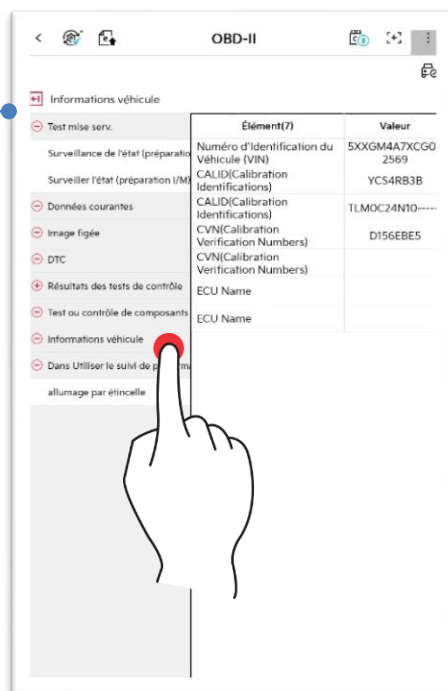 OBD-II
Informations véhicule
Test mise serv.
Surveillance de l'état (préparatio
Surveiller l'état (préparation I/M)
Données courantes
Image figée
DTC
Résultats des tests de contrôle
Test ou contrôle de composants
Informations véhicule
Dans Utiliser le suivi de p
allumage par étincelle
Élément(7) Valeur
Numéro d'Identification du
Véhicule (VIN)
5XXGM4A7XCG0
2569
CALID(Calibration
Identifications)
YCS4RB3B
CALID(Calibration
Identifications)
TLM0C24N10-----
CVN(Calibration
Verification Numbers)
D156EBE5
CVN(Calibration
Verification Numbers)
ECU Name
ECU Name